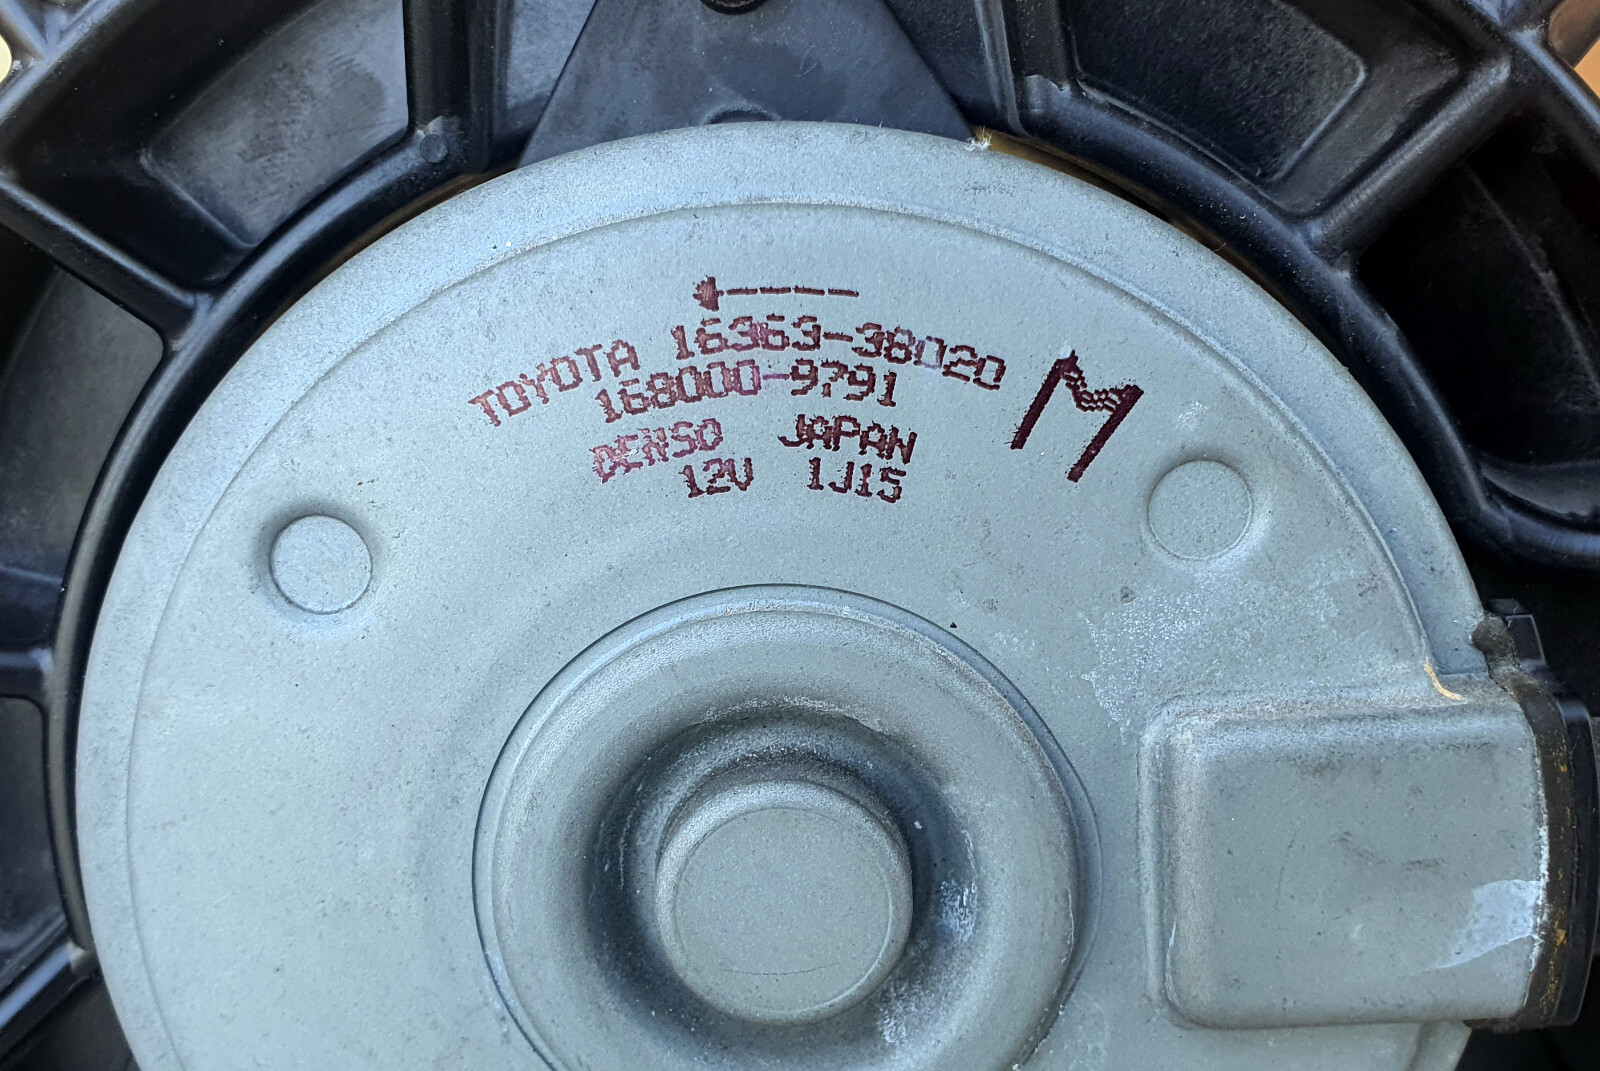 TOYOTA 16363-38020
M
168000-9791
DENSO JAPAN
12V 1J15